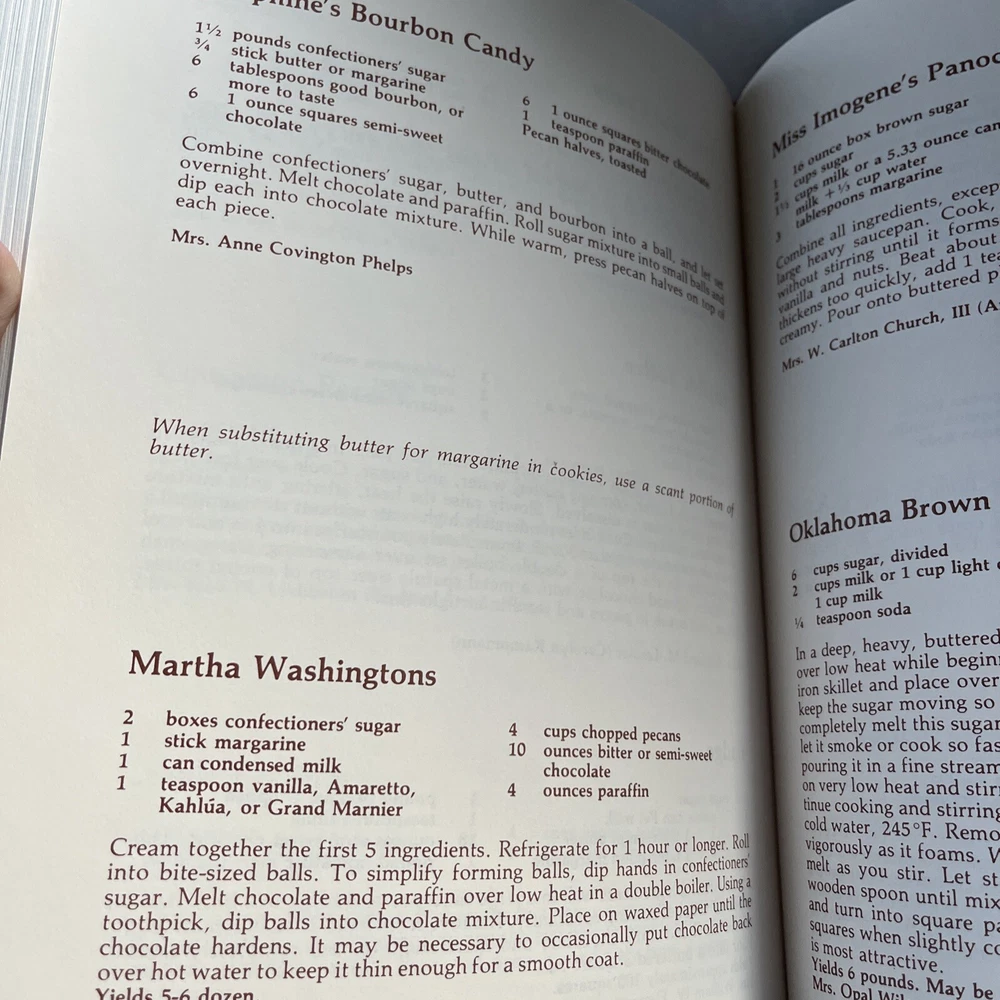 Bourbon Candy
1½ pounds confectioners' sugar
¾ stick butter or margarine
6 tablespoons good bourbon, or
more to taste
6 1 ounce squares semi-sweet
chocolate
6 1 ounce squares bitter chocolate
1 teaspoon paraffin
Pecan halves, toasted
Combine confectioners' sugar, butter, and bourbon into a ball, and let set
overnight. Melt chocolate and paraffin. Roll sugar mixture into small balls and
dip each into chocolate mixture. While warm, press pecan halves on top of
each piece.
Mrs. Anne Covington Phelps
When substituting butter for margarine in cookies, use a scant portion of
butter.
Martha Washingtons
2 boxes confectioners' sugar
1 stick margarine
1 can condensed milk
1 teaspoon vanilla, Amaretto,
Kahlúa, or Grand Marnier
4 cups chopped pecans
10 ounces bitter or semi-sweet
chocolate
4 ounces paraffin
Cream together the first 5 ingredients. Refrigerate for 1 hour or longer. Roll
into bite-sized balls. To simplify forming balls, dip hands in confectioners'
sugar. Melt chocolate and paraffin over low heat in a double boiler. Using a
toothpick, dip balls into chocolate mixture. Place on waxed paper until the
chocolate hardens. It may be necessary to occasionally put chocolate back
over hot water to keep it thin enough for a smooth coat.
Yields 5-6 dozen
Miss Imogene's
1 16 ounce box brown sugar
2 cups sugar
1⅓ cups milk or a 5.33 ounce
milk + ⅓ cup water
3 tablespoons margarine
Combine all ingredients,
large heavy saucepan. Cook,
without stirring until it forms
vanilla and nuts. Beat about
thickens too quickly, add 1
creamy. Pour onto buttered
Mrs. W. Carlton Church, III
Oklahoma Brown
6 cups sugar, divided
2 cups milk or 1 cup light
1 cup milk
¼ teaspoon soda
In a deep, heavy, buttered
over low heat while
iron skillet and place over
keep the sugar moving so
completely melt this sugar
let it smoke or cook so
pouring it in a fine stream
on very low heat and
tinue cooking and stirring
cold water, 245°F.
vigorously as it foams.
melt as you stir. Let
wooden spoon until
and turn into square
squares when slightly
is most attractive.
Yields 6 pounds. May be
Mrs. Opal